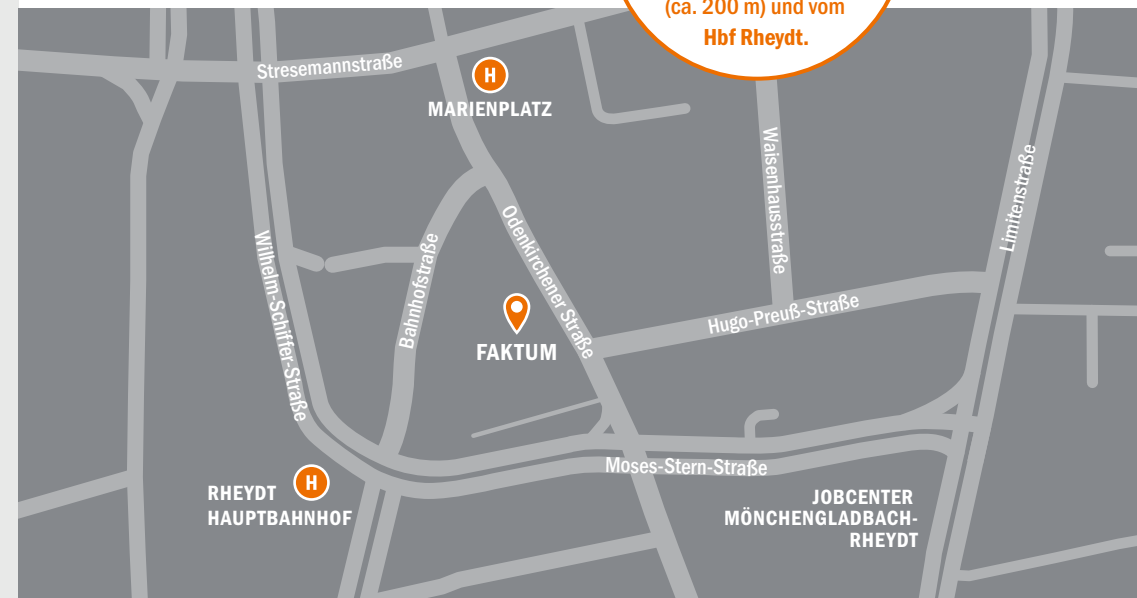 (ca. 200 m) und vom
Hbf Rheydt.
Stresemannstraße
H
MARIENPLATZ
Waisenhausstraße
Limitenstraße
Odenkirchener Straße
Wilhelm-Schiffer-Straße
Bahnhofstraße
Hugo-Preuß-Straße
FAKTUM
Moses-Stern-Straße
H
RHEYDT
HAUPTBAHNHOF
JOBCENTER
MÖNCHENGLADBACH-
RHEYDT